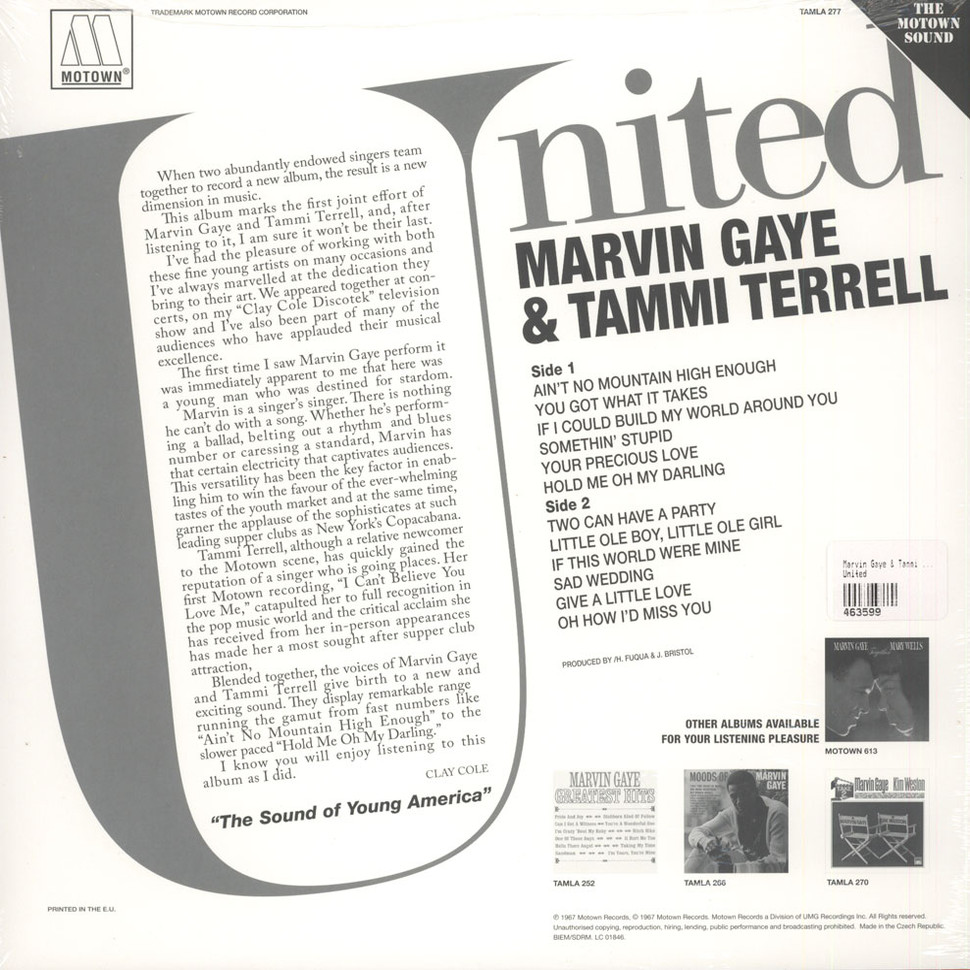 TRADEMARK MOTOWN RECORD CORPORATION
TAMLA 277
THE
MOTOWN
SOUND
MOTOWN®
United
MARVIN GAYE
& TAMMI TERRELL
When two abundantly endowed singers team
together to record a new album, the result is a new
dimension in music.
This album marks the first joint effort of
Marvin Gaye and Tammi Terrell, and, after
listening to it, I am sure it won't be their last.
I've had the pleasure of working with both
these fine young artists on many occasions and
I've always marvelled at the dedication they
bring to their art. We appeared together at con-
certs, on my "Clay Cole Discotek" television
show and I've also been part of many of the
audiences who have applauded their musical
excellence.
The first time I saw Marvin Gaye perform it
was immediately apparent to me that here was
a young man who was destined for stardom.
Marvin is a singer's singer. There is nothing
he can't do with a song. Whether he's perform-
ing a ballad, belting out a rhythm and blues
number or caressing a standard, Marvin has
that certain electricity that captivates audiences.
This versatility has been the key factor in enab-
ling him to win the favour of the ever-whelming
tastes of the youth market and at the same time,
garner the applause of the sophisticates at such
leading supper clubs as New York's Copacabana.
Tammi Terrell, although a relative newcomer
to the Motown scene, has quickly gained the
reputation of a singer who is going places. Her
first Motown recording, "I Can't Believe You
Love Me," catapulted her to full recognition in
the pop music world and the critical acclaim she
has received from her in-person appearances
has made her a most sought after supper club
attraction,
Blended together, the voices of Marvin Gaye
and Tammi Terrell give birth to a new and
exciting sound. They display remarkable range
running the gamut from fast numbers like
"Ain't No Mountain High Enough" to the
slower paced "Hold Me Oh My Darling."
I know you will enjoy listening to this
album as I did.
CLAY COLE
"The Sound of Young America"
Side 1
AIN'T NO MOUNTAIN HIGH ENOUGH
YOU GOT WHAT IT TAKES
IF I COULD BUILD MY WORLD AROUND YOU
SOMETHIN' STUPID
YOUR PRECIOUS LOVE
HOLD ME OH MY DARLING
Side 2
TWO CAN HAVE A PARTY
LITTLE OLE BOY, LITTLE OLE GIRL
IF THIS WORLD WERE MINE
SAD WEDDING
GIVE A LITTLE LOVE
OH HOW I'D MISS YOU
PRODUCED BY /H. FUQUA & J. BRISTOL
Marvin Gaye & Tammi ...
United
463599
OTHER ALBUMS AVAILABLE
FOR YOUR LISTENING PLEASURE
MARVIN GAYE Together MARY WELLS
MOTOWN 613
MARVIN GAYE
GREATEST HITS
TAMLA 252
MOODS OF MARVIN
GAYE
TAMLA 266
Marvin Gaye Kim Weston
TAMLA 270
PRINTED IN THE E.U.
℗ 1967 Motown Records, © 1967 Motown Records. Motown Records a Division of UMG Recordings Inc. All Rights reserved.
Unauthorised copying, reproduction, hiring, lending, public performance and broadcasting prohibited. Made in the Czech Republic.
BIEM/SDRM. LC 01846.